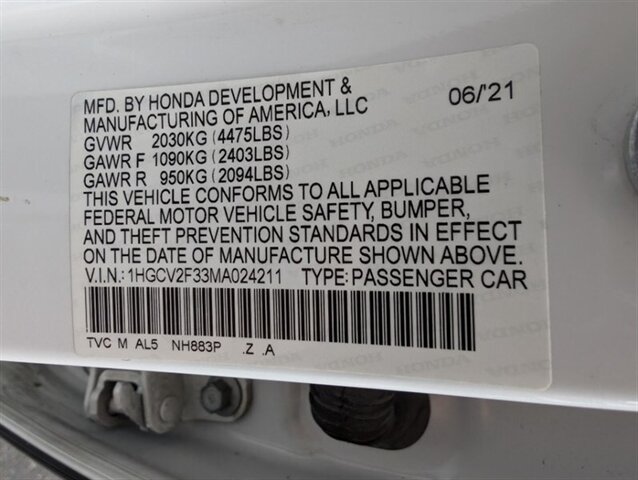 MFD. BY HONDA DEVELOPMENT & 06/'21
MANUFACTURING OF AMERICA, LLC
GVWR 2030KG (4475LBS)
GAWR F 1090KG (2403LBS)
GAWR R 950KG (2094LBS)
THIS VEHICLE CONFORMS TO ALL APPLICABLE
FEDERAL MOTOR VEHICLE SAFETY, BUMPER,
AND THEFT PREVENTION STANDARDS IN EFFECT
ON THE DATE OF MANUFACTURE SHOWN ABOVE.
V.I.N.: 1HGCV2F33MA024211 TYPE: PASSENGER CAR
TVC M AL5 NH883P .Z .A